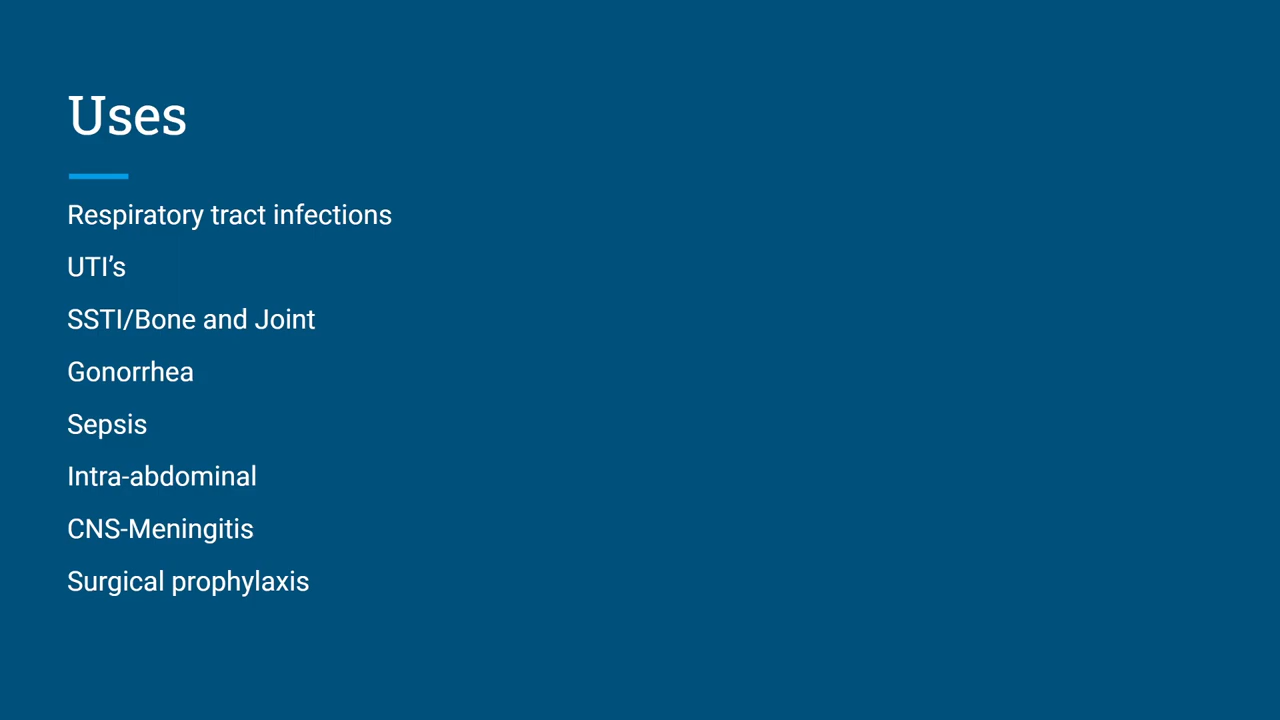 Uses
Respiratory tract infections
UTI’s
SSTI/Bone and Joint
Gonorrhea
Sepsis
Intra-abdominal
CNS-Meningitis
Surgical prophylaxis